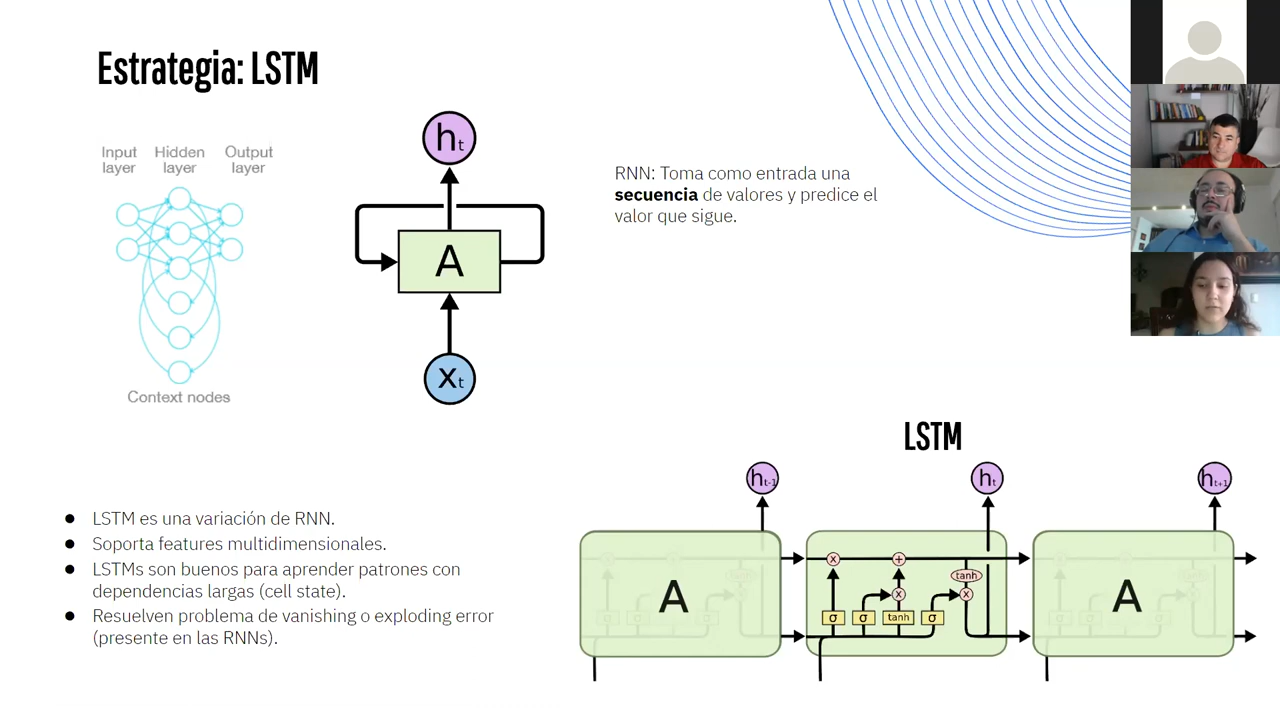 Estrategia: LSTM
Input layer
Hidden layer
Output layer
Context nodes
ht
A
xt
RNN: Toma como entrada una
secuencia de valores y predice el
valor que sigue.
LSTM es una variación de RNN.
Soporta features multidimensionales.
LSTMs son buenos para aprender patrones con
dependencias largas (cell state).
Resuelven problema de vanishing o exploding error
(presente en las RNNs).
LSTM
ht-1
ht
ht+1
A
x
+
tanh
x
x
σ
σ
tanh
σ
A